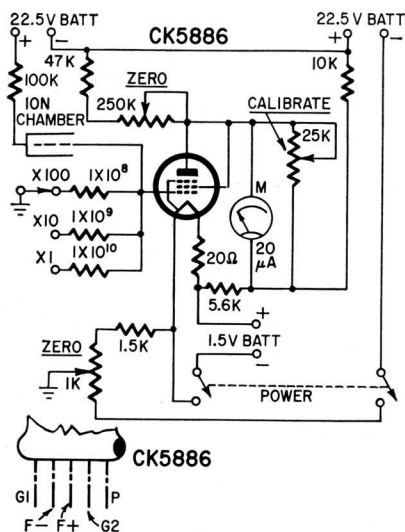 22.5V BATT
+ -
CK5886
22.5 V BATT
+ -
47K
10K
100K
ZERO
250K
ION
CHAMBER
CALIBRATE
25K
X100
1X10⁸
X10
1X10⁹
X1
1X10¹⁰
M
20
μA
20Ω
5.6K
+
1.5V BATT
-
1.5K
ZERO
1K
POWER
CK5886
G1
F-
F+
G2
P